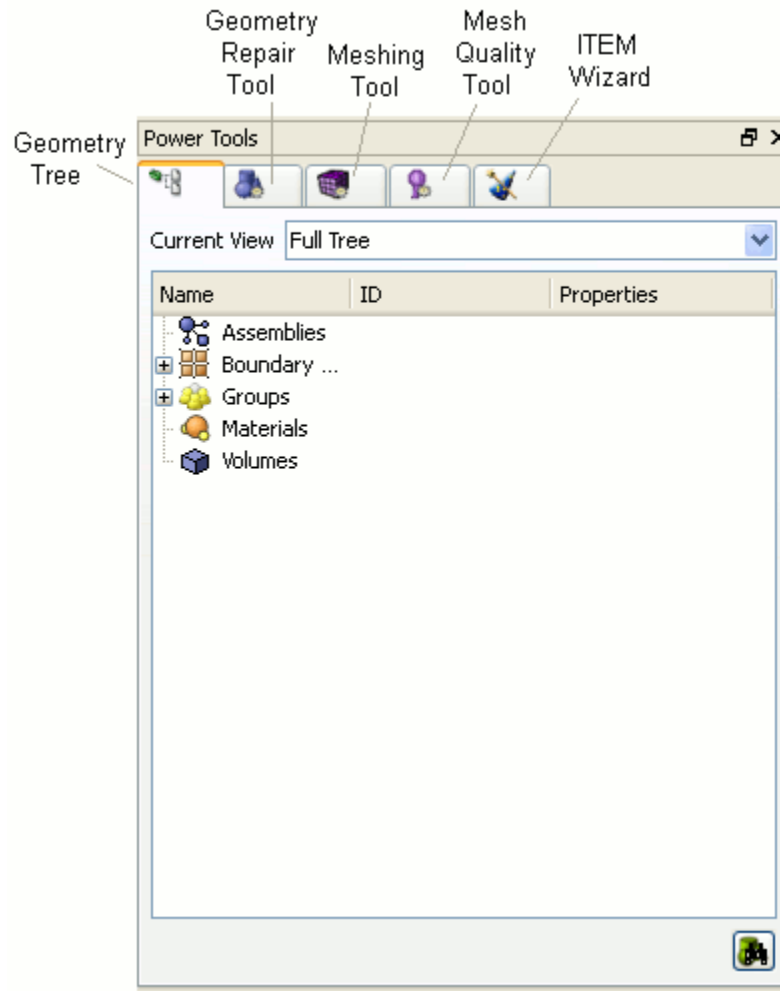 Geometry
Repair
Tool
Meshing
Tool
Mesh
Quality
Tool
ITEM
Wizard
Geometry
Tree
Power Tools
Current View Full Tree
Name ID Properties
Assemblies
Boundary ...
Groups
Materials
Volumes